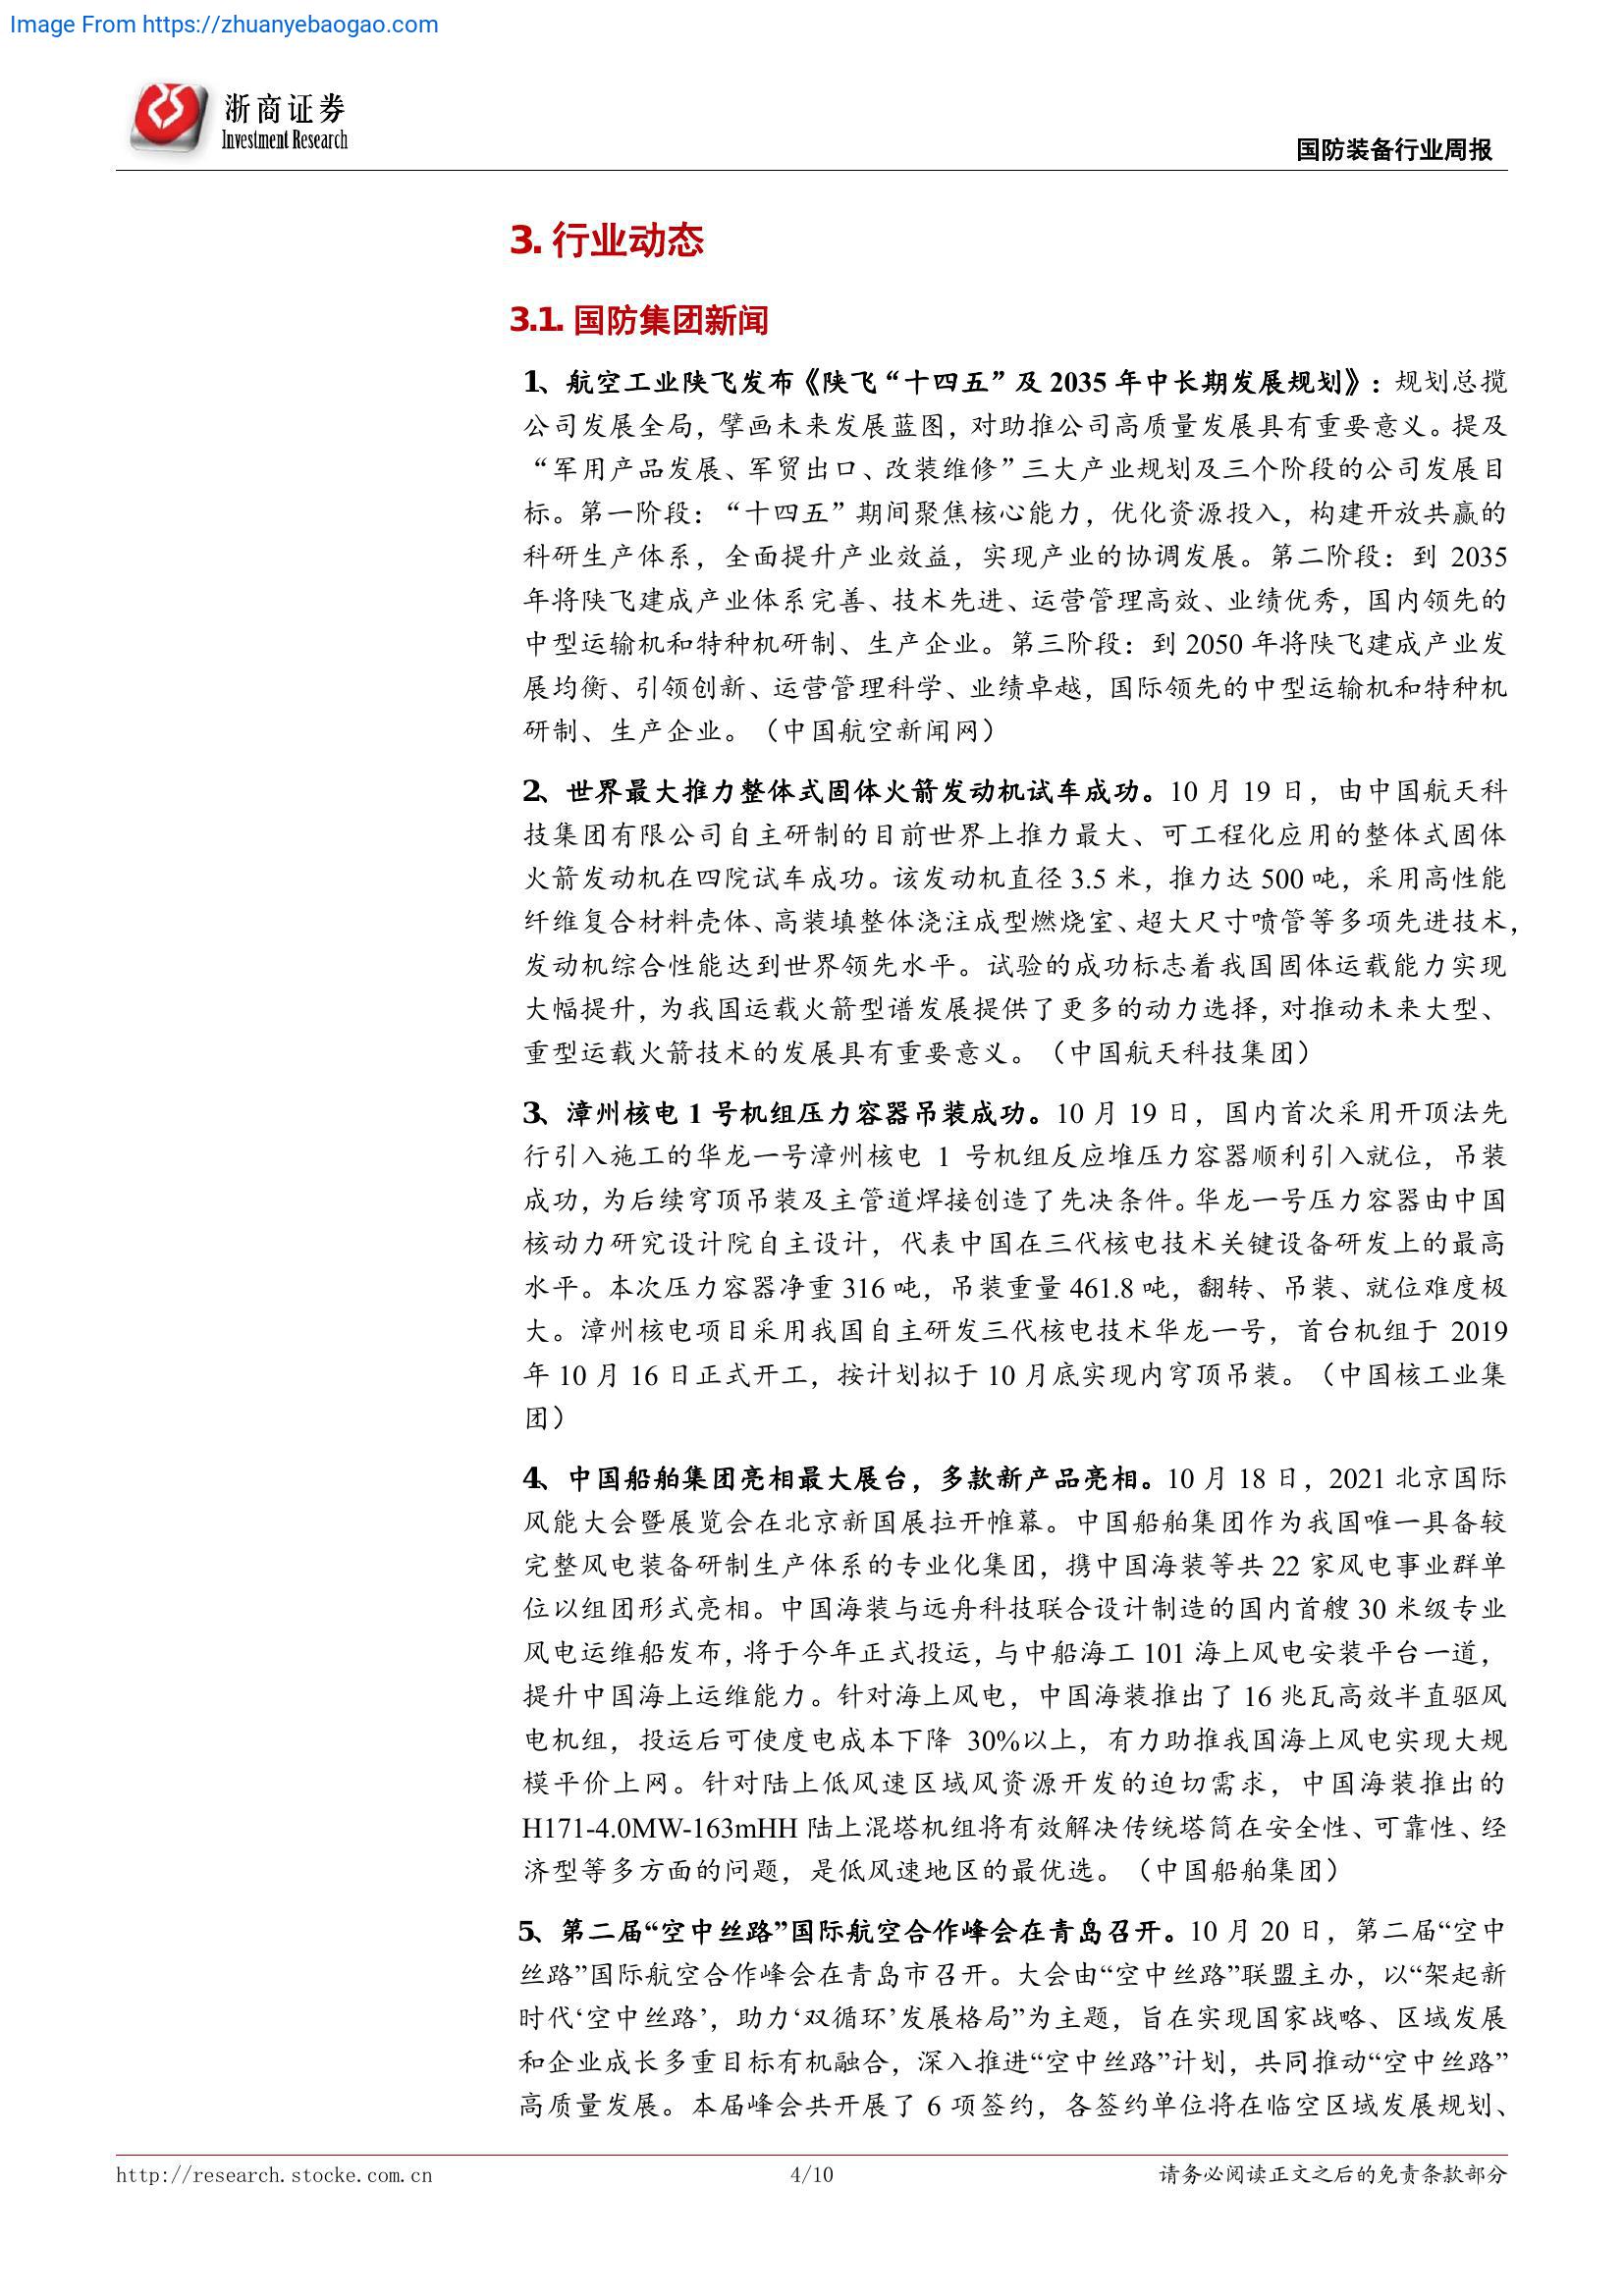 Image From https://zhuanyebaogao.com
浙商证券
Investment Research
国防装备行业周报
3. 行业动态
3.1. 国防集团新闻
1、航空工业陕飞发布《陕飞“十四五”及 2035 年中长期发展规划》：规划总揽
公司发展全局，擘画未来发展蓝图，对助推公司高质量发展具有重要意义。提及
“军用产品发展、军贸出口、改装维修”三大产业规划及三个阶段的公司发展目
标。第一阶段：“十四五”期间聚焦核心能力，优化资源投入，构建开放共赢的
科研生产体系，全面提升产业效益，实现产业的协调发展。第二阶段：到 2035
年将陕飞建成产业体系完善、技术先进、运营管理高效、业绩优秀，国内领先的
中型运输机和特种机研制、生产企业。第三阶段：到 2050 年将陕飞建成产业发
展均衡、引领创新、运营管理科学、业绩卓越，国际领先的中型运输机和特种机
研制、生产企业。（中国航空新闻网）
2、世界最大推力整体式固体火箭发动机试车成功。10 月 19 日，由中国航天科
技集团有限公司自主研制的目前世界上推力最大、可工程化应用的整体式固体
火箭发动机在四院试车成功。该发动机直径 3.5 米，推力达 500 吨，采用高性能
纤维复合材料壳体、高装填整体浇注成型燃烧室、超大尺寸喷管等多项先进技术，
发动机综合性能达到世界领先水平。试验的成功标志着我国固体运载能力实现
大幅提升，为我国运载火箭型谱发展提供了更多的动力选择，对推动未来大型、
重型运载火箭技术的发展具有重要意义。（中国航天科技集团）
3、漳州核电 1 号机组压力容器吊装成功。10 月 19 日，国内首次采用开顶法先
行引入施工的华龙一号漳州核电 1 号机组反应堆压力容器顺利引入就位，吊装
成功，为后续穹顶吊装及主管道焊接创造了先决条件。华龙一号压力容器由中国
核动力研究设计院自主设计，代表中国在三代核电技术关键设备研发上的最高
水平。本次压力容器净重 316 吨，吊装重量 461.8 吨，翻转、吊装、就位难度极
大。漳州核电项目采用我国自主研发三代核电技术华龙一号，首台机组于 2019
年 10 月 16 日正式开工，按计划拟于 10 月底实现内穹顶吊装。（中国核工业集
团）
4、中国船舶集团亮相最大展台，多款新产品亮相。10 月 18 日，2021 北京国际
风能大会暨展览会在北京新国展拉开帷幕。中国船舶集团作为我国唯一具备较
完整风电装备研制生产体系的专业化集团，携中国海装等共 22 家风电事业群单
位以组团形式亮相。中国海装与远舟科技联合设计制造的国内首艘 30 米级专业
风电运维船发布，将于今年正式投运，与中船海工 101 海上风电安装平台一道，
提升中国海上运维能力。针对海上风电，中国海装推出了 16 兆瓦高效半直驱风
电机组，投运后可使度电成本下降 30%以上，有力助推我国海上风电实现大规
模平价上网。针对陆上低风速区域风资源开发的迫切需求，中国海装推出的
H171-4.0MW-163mHH 陆上混塔机组将有效解决传统塔筒在安全性、可靠性、经
济型等多方面的问题，是低风速地区的最优选。（中国船舶集团）
5、第二届“空中丝路”国际航空合作峰会在青岛召开。10 月 20 日，第二届“空中
丝路”国际航空合作峰会在青岛市召开。大会由“空中丝路”联盟主办，以“架起新
时代‘空中丝路’，助力‘双循环’发展格局”为主题，旨在实现国家战略、区域发展
和企业成长多重目标有机融合，深入推进“空中丝路”计划，共同推动“空中丝路”
高质量发展。本届峰会共开展了 6 项签约，各签约单位将在临空区域发展规划、
http://research.stocke.com.cn
4/10
请务必阅读正文之后的免责条款部分